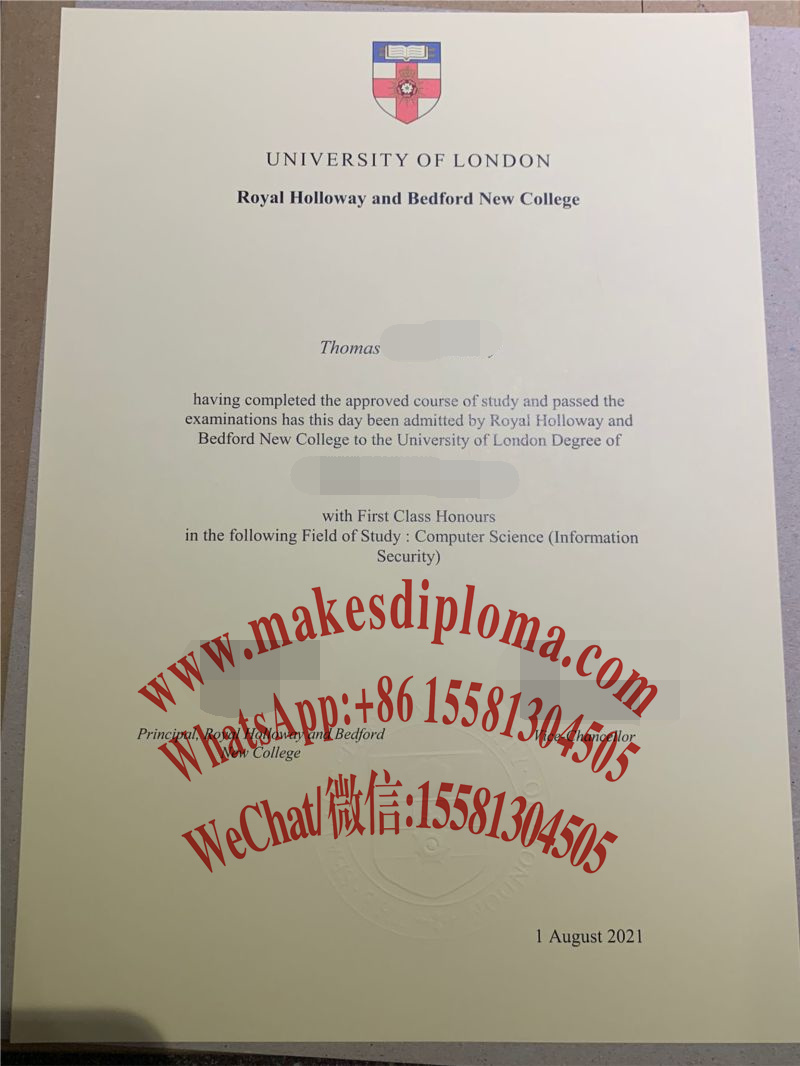 UNIVERSITY OF LONDON
Royal Holloway and Bedford New College
Thomas
having completed the approved course of study and passed the
examinations has this day been admitted by Royal Holloway and
Bedford New College to the University of London Degree of
with First Class Honours
in the following Field of Study : Computer Science (Information
Security)
www.makesdiploma.com
WhatsApp:+86 15581304505
Principal, Royal Holloway and Bedford
New College
Vice-Chancellor
WeChat/微信:15581304505
1 August 2021